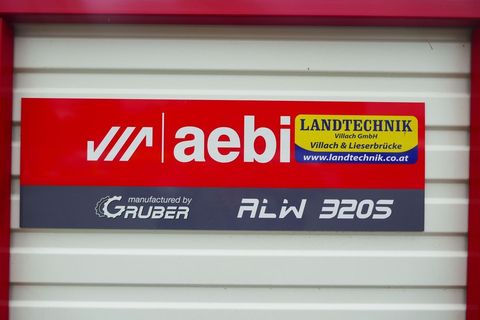 aebi
LANDTECHNIK
Villach GmbH
Villach & Lieserbrücke
www.landtechnik.co.at
manufactured by
GRUBER
ALW 320S